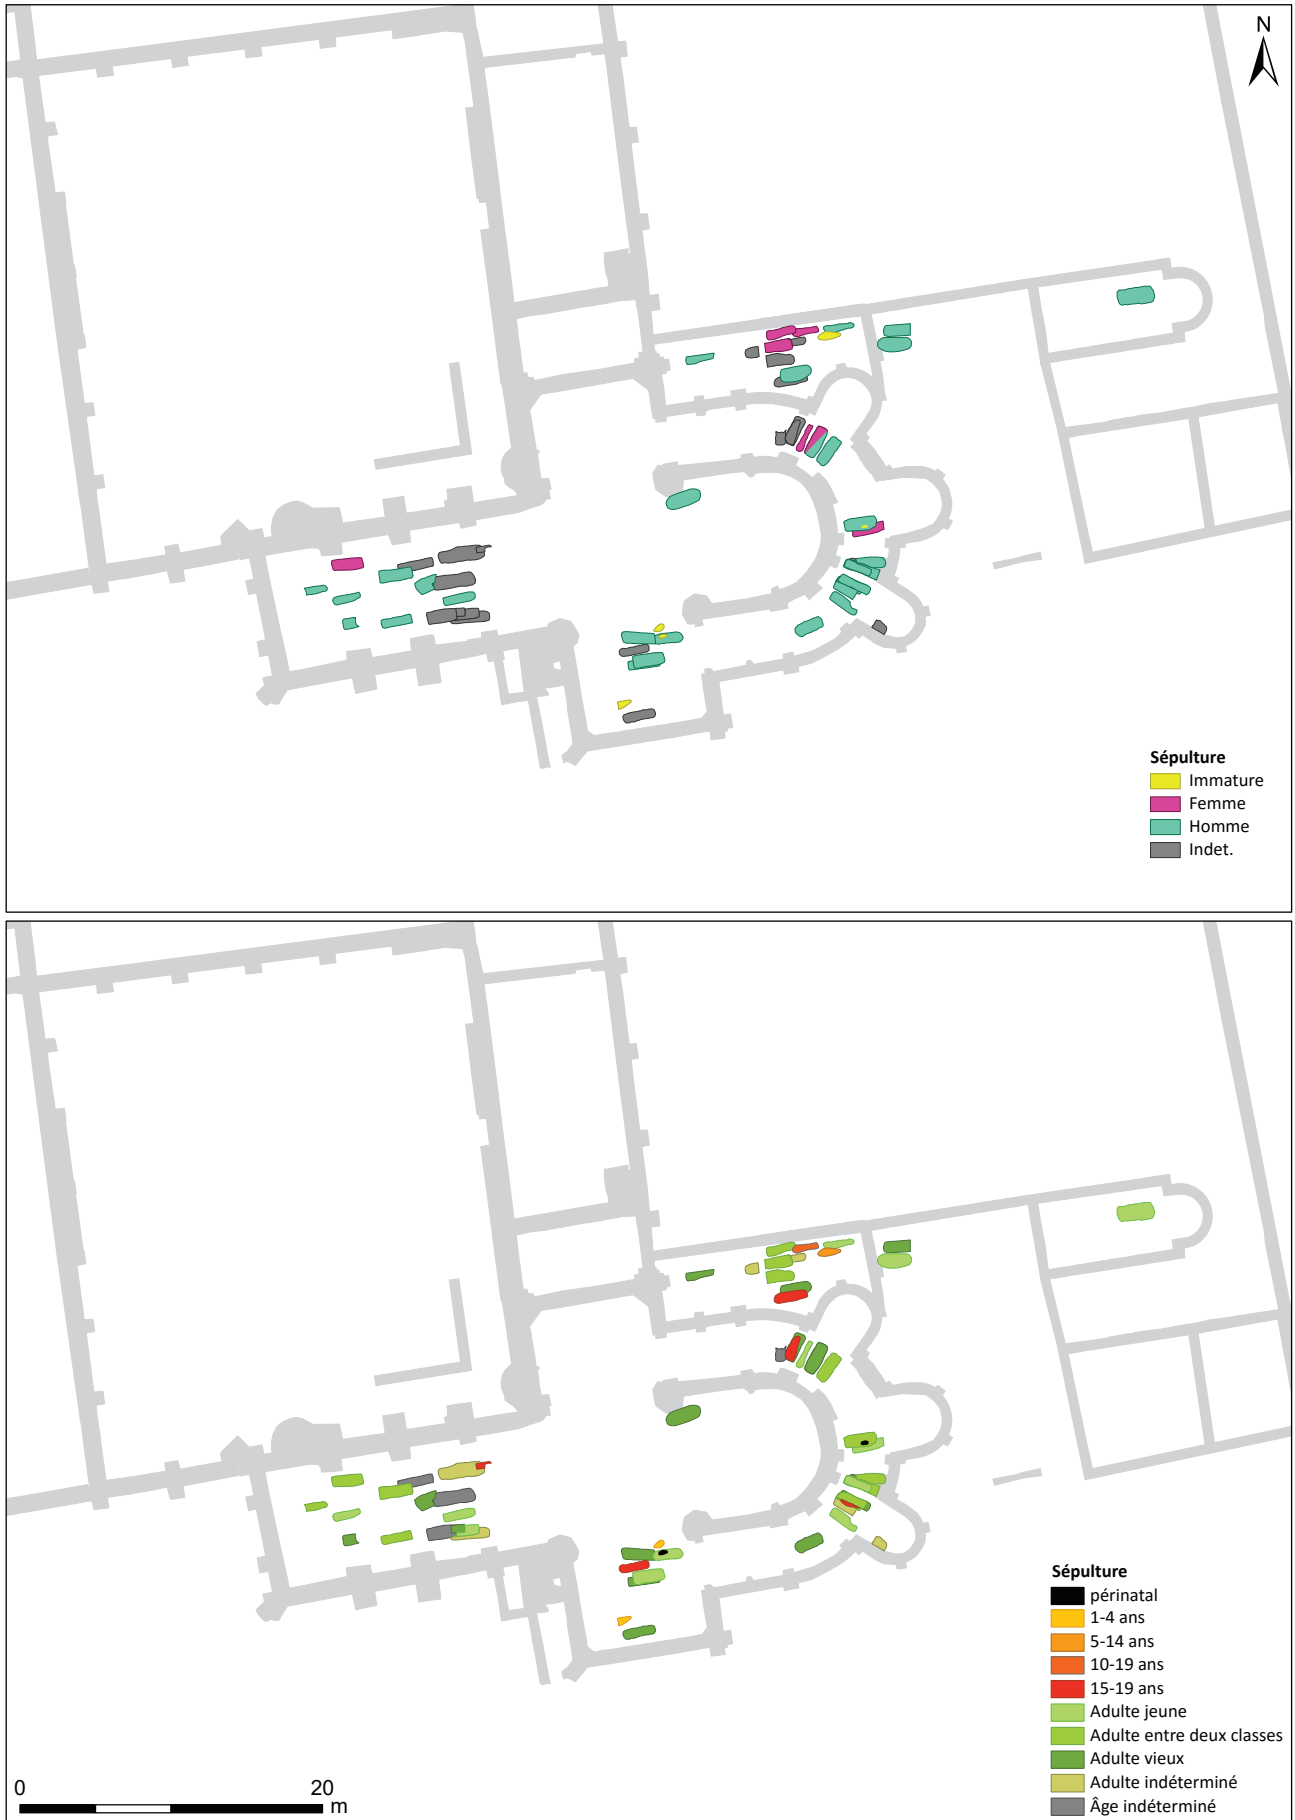 N
Sépulture
Immature
Femme
Homme
Indet.
Sépulture
périnatal
1-4 ans
5-14 ans
10-19 ans
15-19 ans
Adulte jeune
Adulte entre deux classes
Adulte vieux
Adulte indéterminé
Âge indéterminé
0 20
m